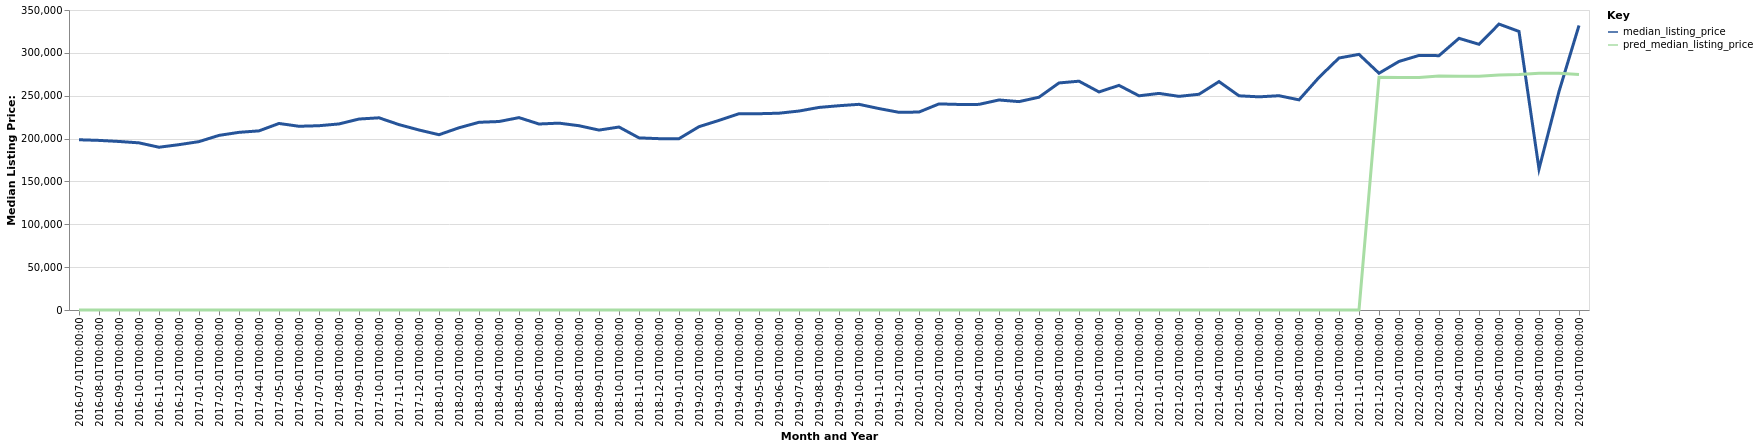 350,000
300,000
250,000
200,000
150,000
100,000
50,000
0
Median Listing Price:
2016-07-01T00:00:00
2016-08-01T00:00:00
2016-09-01T00:00:00
2016-10-01T00:00:00
2016-11-01T00:00:00
2016-12-01T00:00:00
2017-01-01T00:00:00
2017-02-01T00:00:00
2017-03-01T00:00:00
2017-04-01T00:00:00
2017-05-01T00:00:00
2017-06-01T00:00:00
2017-07-01T00:00:00
2017-08-01T00:00:00
2017-09-01T00:00:00
2017-10-01T00:00:00
2017-11-01T00:00:00
2017-12-01T00:00:00
2018-01-01T00:00:00
2018-02-01T00:00:00
2018-03-01T00:00:00
2018-04-01T00:00:00
2018-05-01T00:00:00
2018-06-01T00:00:00
2018-07-01T00:00:00
2018-08-01T00:00:00
2018-09-01T00:00:00
2018-10-01T00:00:00
2018-11-01T00:00:00
2018-12-01T00:00:00
2019-01-01T00:00:00
2019-02-01T00:00:00
2019-03-01T00:00:00
2019-04-01T00:00:00
2019-05-01T00:00:00
2019-06-01T00:00:00
2019-07-01T00:00:00
2019-08-01T00:00:00
2019-09-01T00:00:00
2019-10-01T00:00:00
2019-11-01T00:00:00
2019-12-01T00:00:00
2020-01-01T00:00:00
2020-02-01T00:00:00
2020-03-01T00:00:00
2020-04-01T00:00:00
2020-05-01T00:00:00
2020-06-01T00:00:00
2020-07-01T00:00:00
2020-08-01T00:00:00
2020-09-01T00:00:00
2020-10-01T00:00:00
2020-11-01T00:00:00
2020-12-01T00:00:00
2021-01-01T00:00:00
2021-02-01T00:00:00
2021-03-01T00:00:00
2021-04-01T00:00:00
2021-05-01T00:00:00
2021-06-01T00:00:00
2021-07-01T00:00:00
2021-08-01T00:00:00
2021-09-01T00:00:00
2021-10-01T00:00:00
2021-11-01T00:00:00
2021-12-01T00:00:00
2022-01-01T00:00:00
2022-02-01T00:00:00
2022-03-01T00:00:00
2022-04-01T00:00:00
2022-05-01T00:00:00
2022-06-01T00:00:00
2022-07-01T00:00:00
2022-08-01T00:00:00
2022-09-01T00:00:00
2022-10-01T00:00:00
Month and Year
Key
median_listing_price
pred_median_listing_price